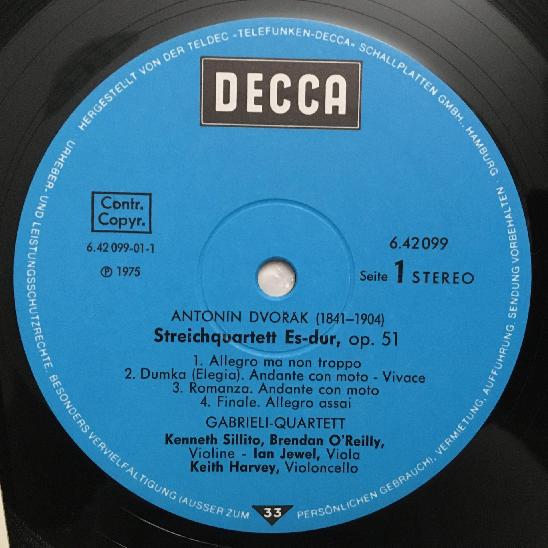 HERGESTELLT VON DER TELDEC »TELEFUNKEN-DECCA« SCHALLPLATTEN GMBH., HAMBURG · SENDUNG VORBEHALTEN
URHEBER- UND LEISTUNGSSCHUTZRECHTE, BESONDERS VERVIELFÄLTIGUNG (AUSSER ZUM PERSÖNLICHEN GEBRAUCH), VERMIETUNG, AUFFÜHRUNG,
DECCA
Contr.
Copyr.
6.42 099-01-1
℗ 1975
6.42099
Seite 1 STEREO
ANTONIN DVORAK (1841–1904)
Streichquartett Es-dur, op. 51
1. Allegro ma non troppo
2. Dumka (Elegia). Andante con moto - Vivace
3. Romanza. Andante con moto
4. Finale. Allegro assai
GABRIELI-QUARTETT
Kenneth Sillito, Brendan O'Reilly,
Violine - Ian Jewel, Viola
Keith Harvey, Violoncello
33